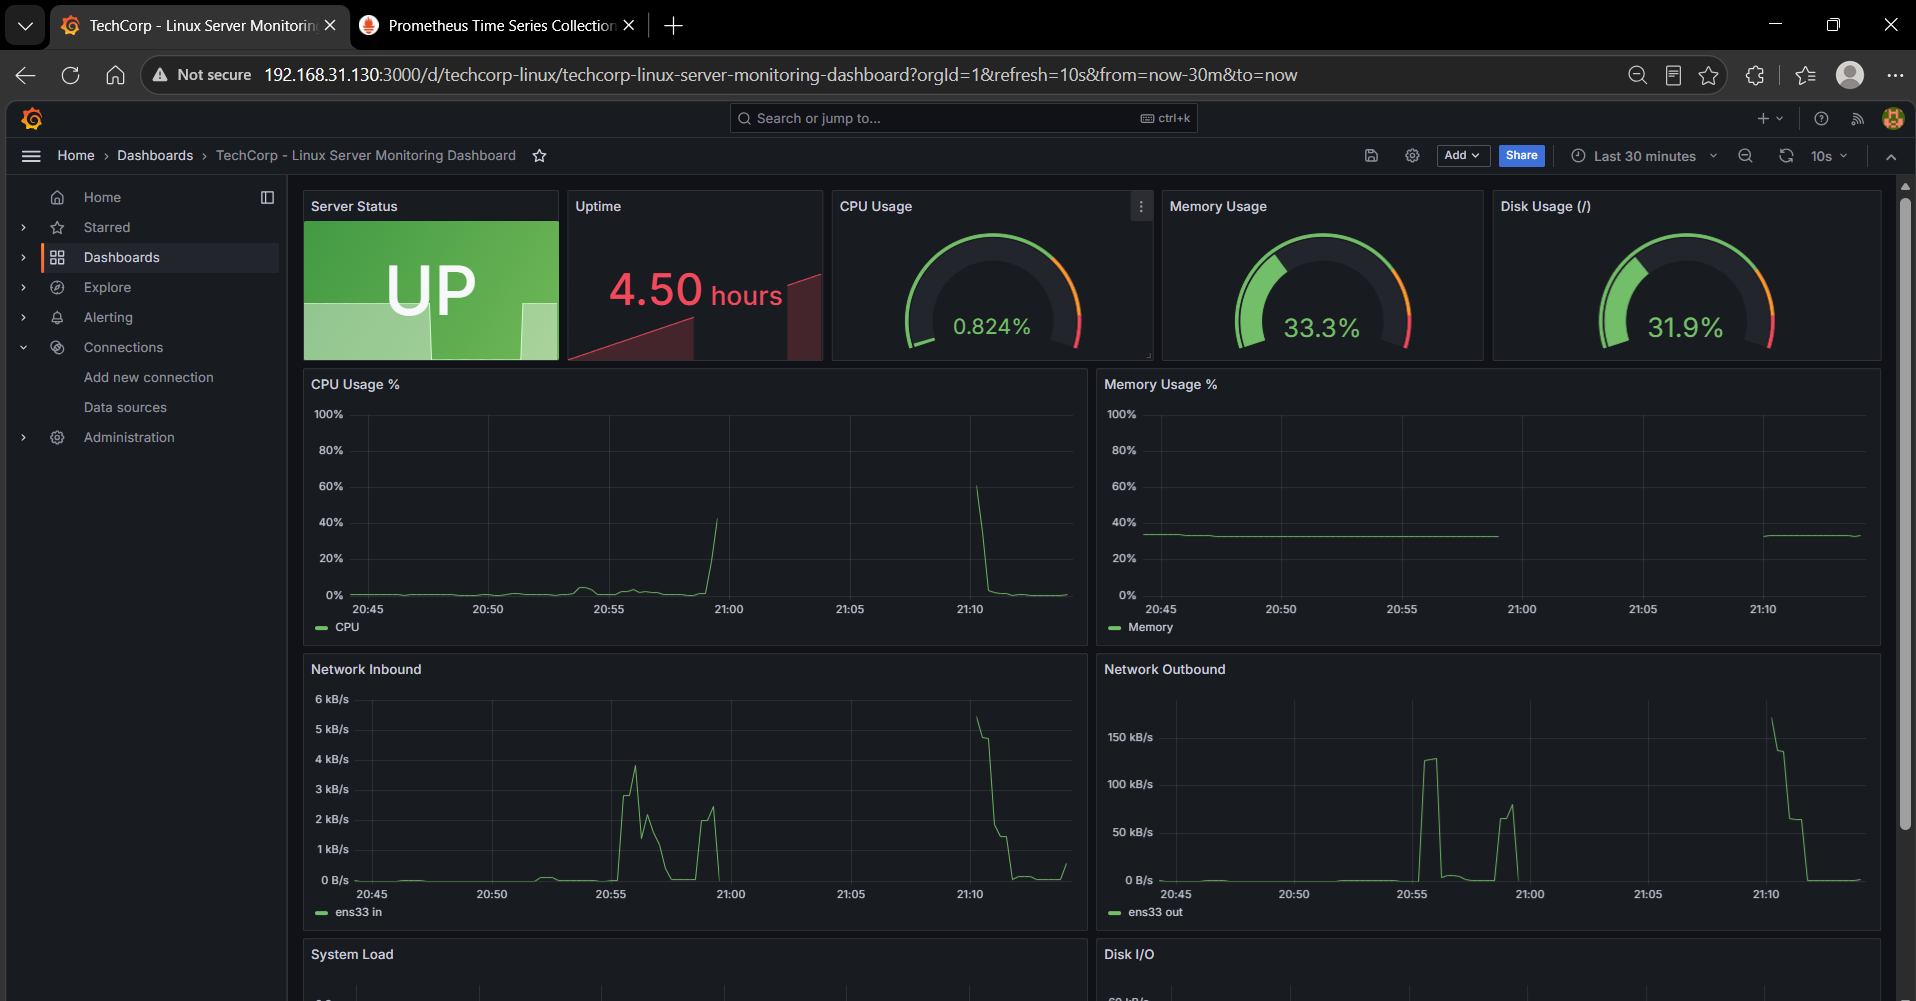 TechCorp - Linux Server Monitorin
Prometheus Time Series Collection
Not secure 192.168.31.130:3000/d/techcorp-linux/techcorp-linux-server-monitoring-dashboard?orgId=1&refresh=10s&from=now-30m&to=now
Search or jump to...
ctrl+k
Home › Dashboards › TechCorp - Linux Server Monitoring Dashboard
Add
Share
Last 30 minutes
10s
Home
Starred
Dashboards
Explore
Alerting
Connections
Add new connection
Data sources
Administration
Server Status
UP
Uptime
4.50 hours
CPU Usage
0.824%
Memory Usage
33.3%
Disk Usage (/)
31.9%
CPU Usage %
100%
80%
60%
40%
20%
0%
20:45 20:50 20:55 21:00 21:05 21:10
CPU
Memory Usage %
100%
80%
60%
40%
20%
0%
20:45 20:50 20:55 21:00 21:05 21:10
Memory
Network Inbound
6 kB/s
5 kB/s
4 kB/s
3 kB/s
2 kB/s
1 kB/s
0 B/s
20:45 20:50 20:55 21:00 21:05 21:10
ens33 in
Network Outbound
150 kB/s
100 kB/s
50 kB/s
0 B/s
20:45 20:50 20:55 21:00 21:05 21:10
ens33 out
System Load
Disk I/O